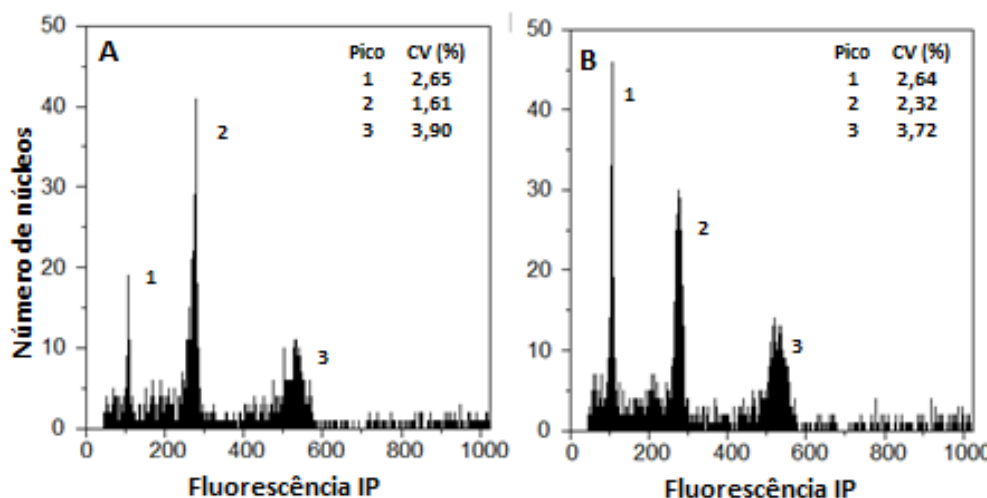 A
Pico CV (%)
1 2,65
2 1,61
3 3,90
50
40
30
20
10
0
1
2
3
0 200 400 600 800 1000
Número de núcleos
Fluorescência IP
B
Pico CV (%)
1 2,64
2 2,32
3 3,72
50
40
30
20
10
0
1
2
3
0 200 400 600 800 1000
Fluorescência IP